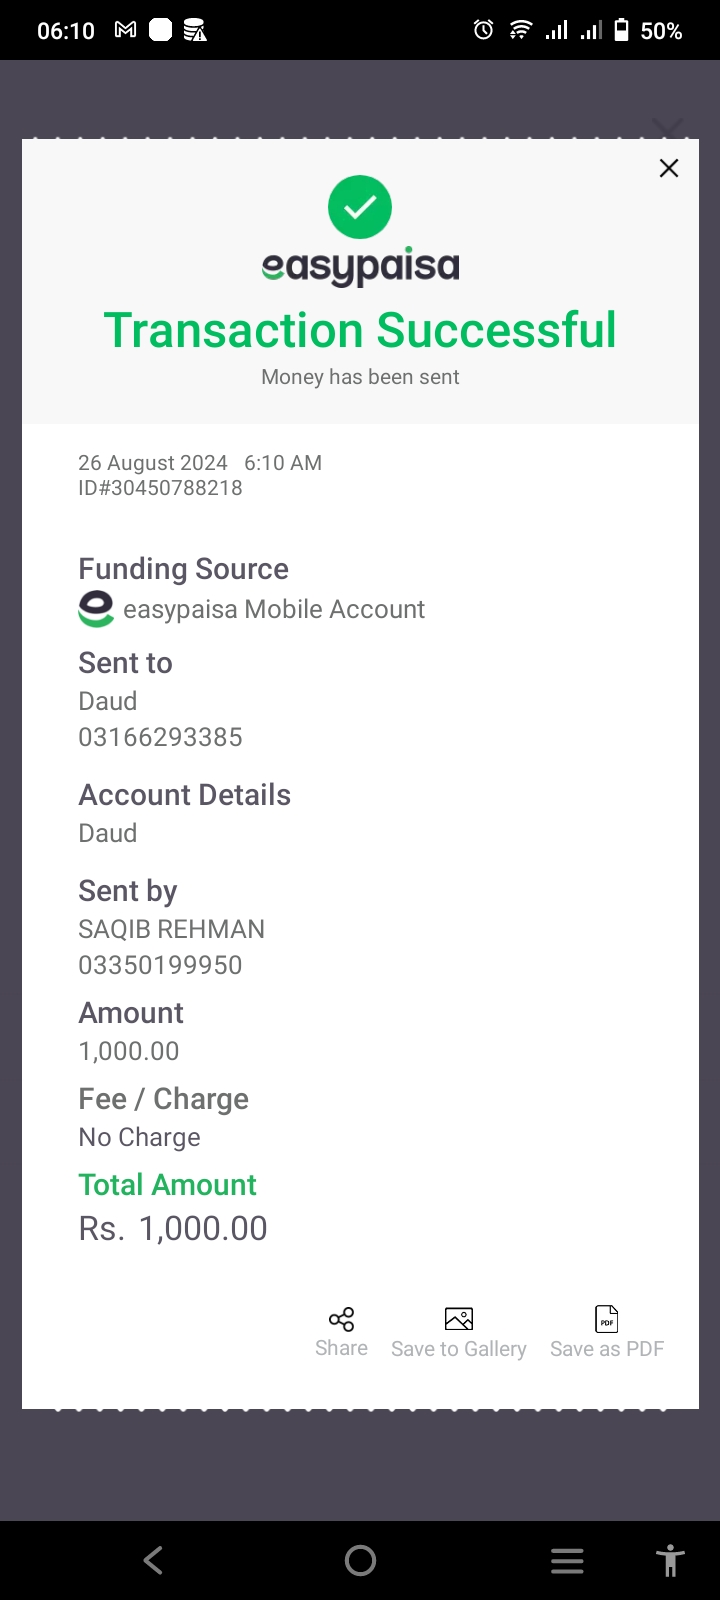 06:10
50%
easypaisa
Transaction Successful
Money has been sent
26 August 2024 6:10 AM
ID#30450788218
Funding Source
easypaisa Mobile Account
Sent to
Daud
03166293385
Account Details
Daud
Sent by
SAQIB REHMAN
03350199950
Amount
1,000.00
Fee / Charge
No Charge
Total Amount
Rs. 1,000.00
PDF
Share Save to Gallery Save as PDF